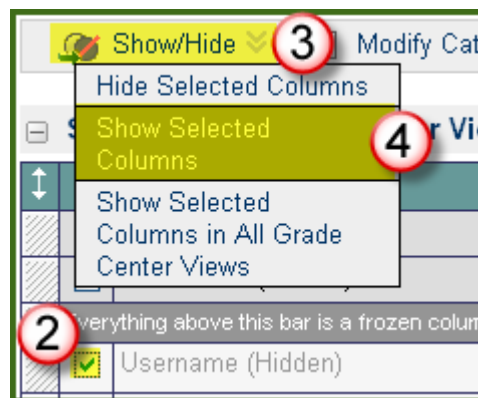 Show/Hide 3 Modify Cat
Hide Selected Columns
Show Selected 4 r Vi
Columns
Show Selected
Columns in All Grade
Center Views
Everything above this bar is a frozen colum
2
Username (Hidden)